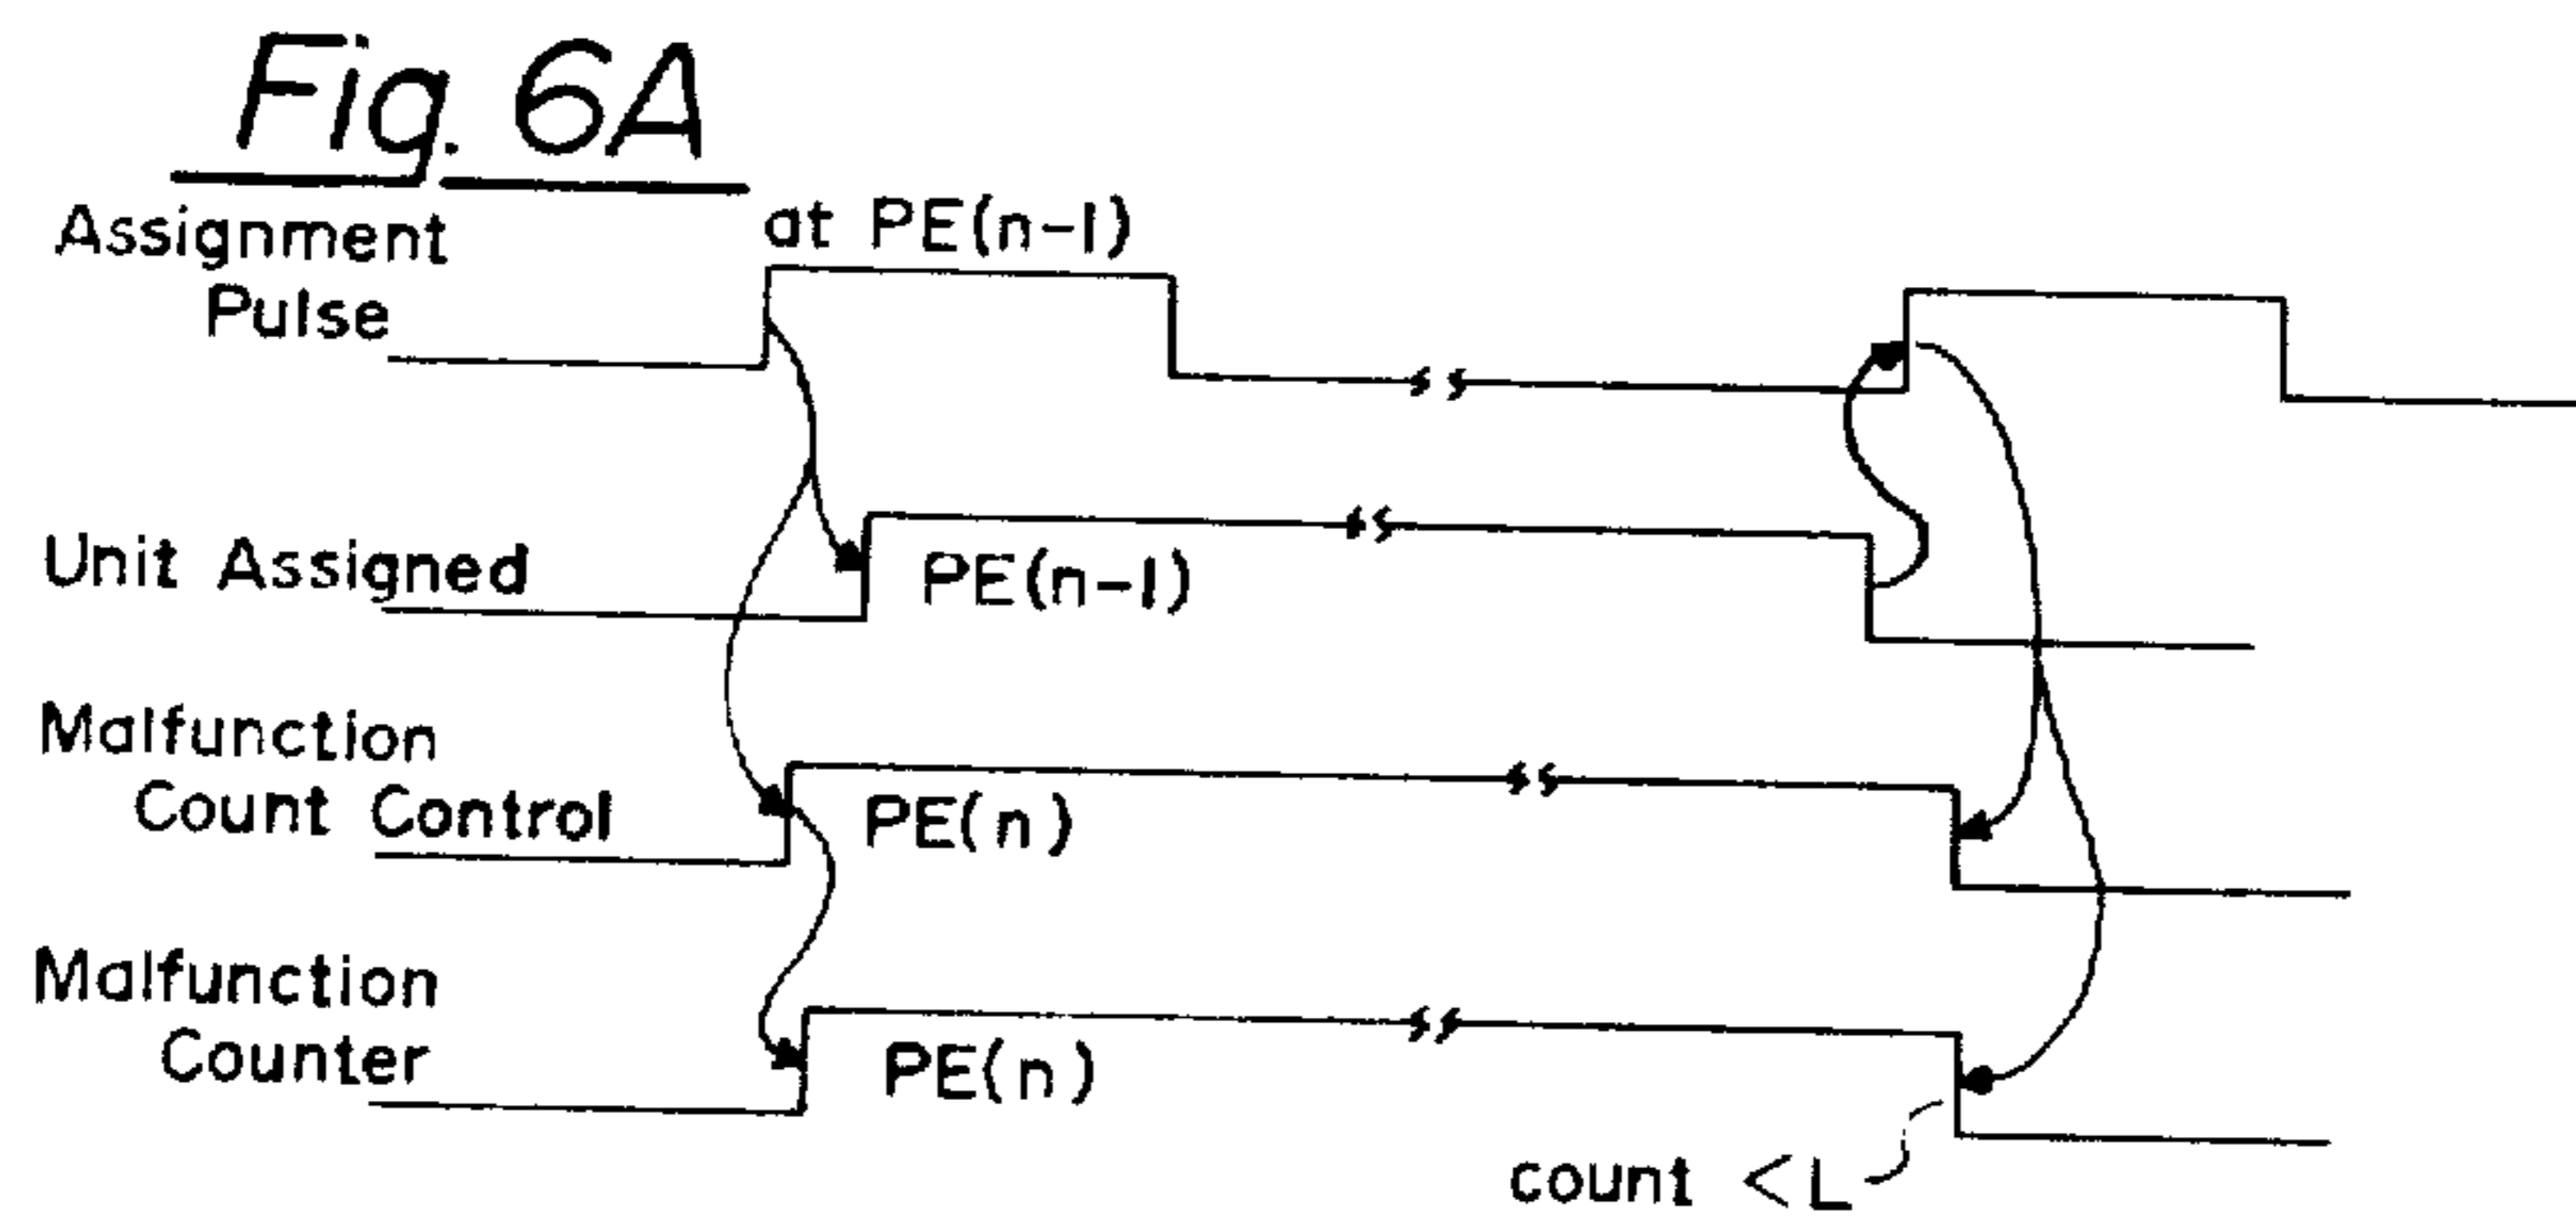 Fig. 6A
Assignment
Pulse
at PE(n-1)
Unit Assigned
PE(n-1)
Malfunction
Count Control
PE(n)
Malfunction
Counter
PE(n)
count <L